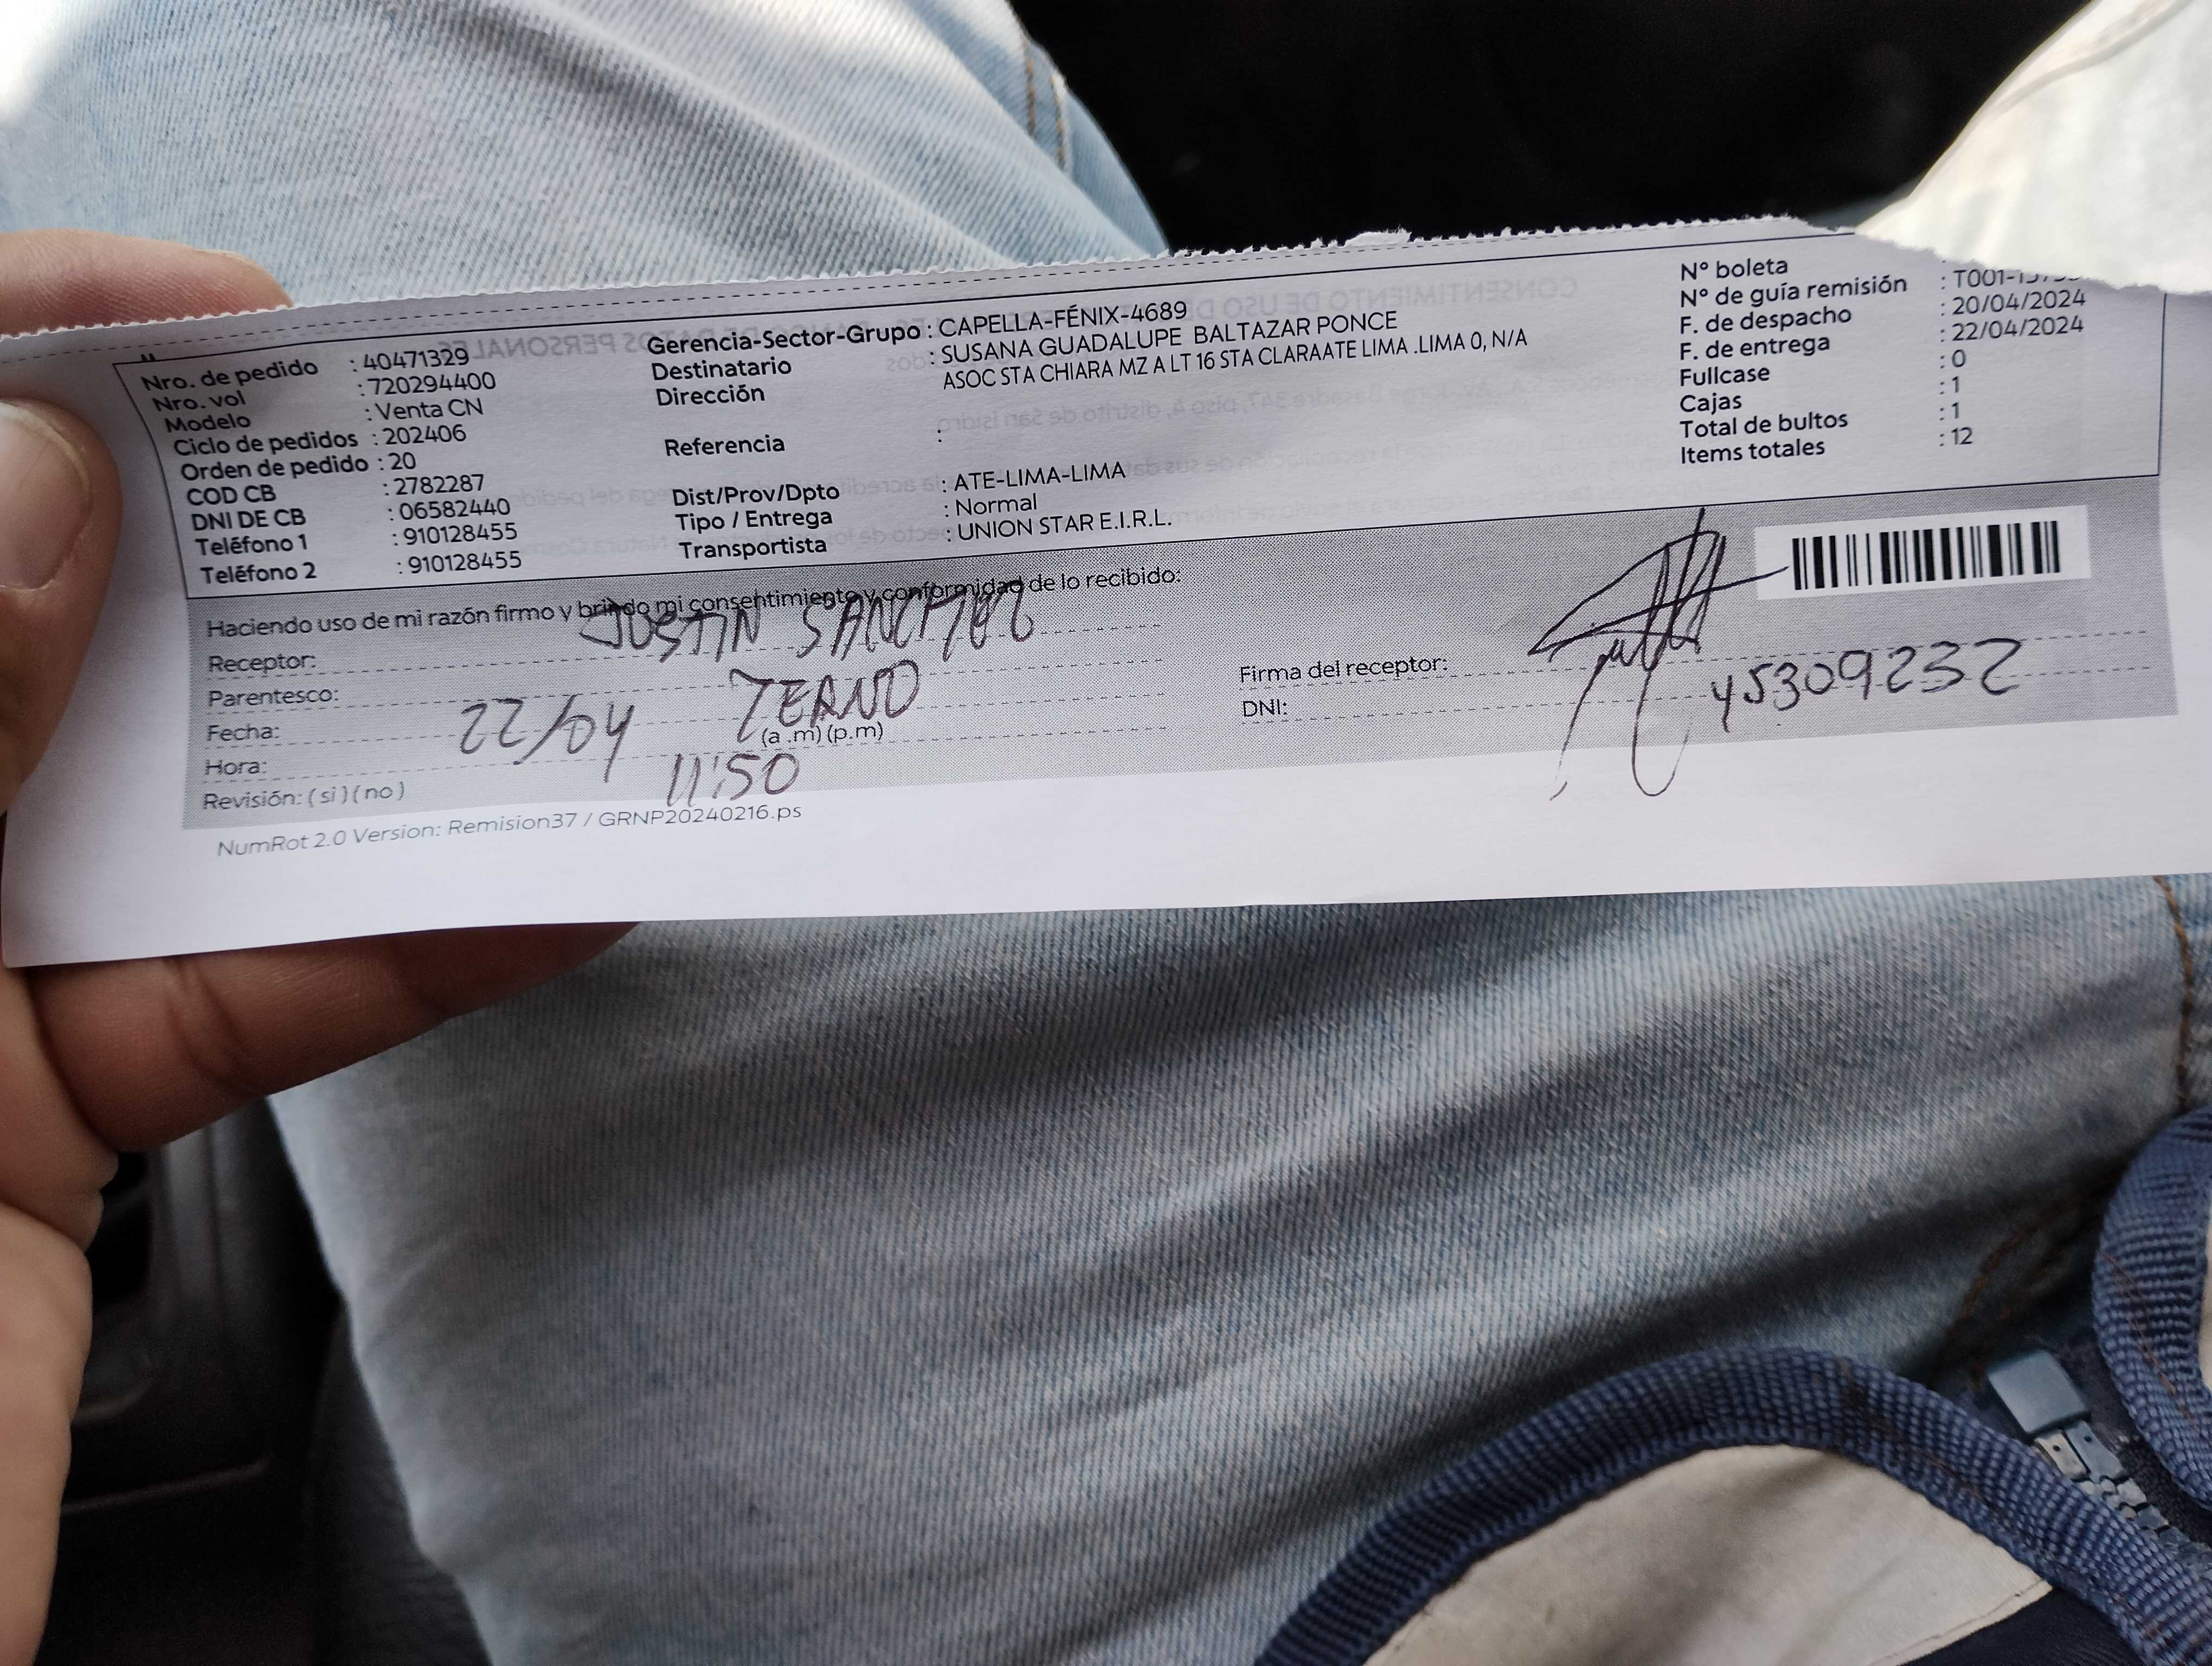 Nro. de pedido : 40471329
Nro. vol : 720294400
Modelo : Venta CN
Ciclo de pedidos : 202406
Orden de pedido : 20
COD CB : 2782287
DNI DE CB : 06582440
Teléfono 1 : 910128455
Teléfono 2 : 910128455
Gerencia-Sector-Grupo : CAPELLA-FÉNIX-4689
Destinatario : SUSANA GUADALUPE BALTAZAR PONCE
Dirección ASOC STA CHIARA MZ A LT 16 STA CLARAATE LIMA .LIMA 0, N/A
Referencia :
Dist/Prov/Dpto : ATE-LIMA-LIMA
Tipo / Entrega : Normal
Transportista : UNION STAR E.I.R.L.
N° boleta :
N° de guía remisión : T001-
F. de despacho : 20/04/2024
F. de entrega : 22/04/2024
Fullcase : 0
Cajas : 1
Total de bultos : 1
Items totales : 12
Haciendo uso de mi razón firmo y brindo mi consentimiento y conformidad de lo recibido:
Receptor: JUSTIN SANCHEZ
Parentesco: YERNO
Fecha: 22/04
Hora: 11:50 (a .m) (p.m)
Revisión: ( si ) ( no )
Firma del receptor:
DNI: 45309232
NumRot 2.0 Version: Remision37 / GRNP20240216.ps